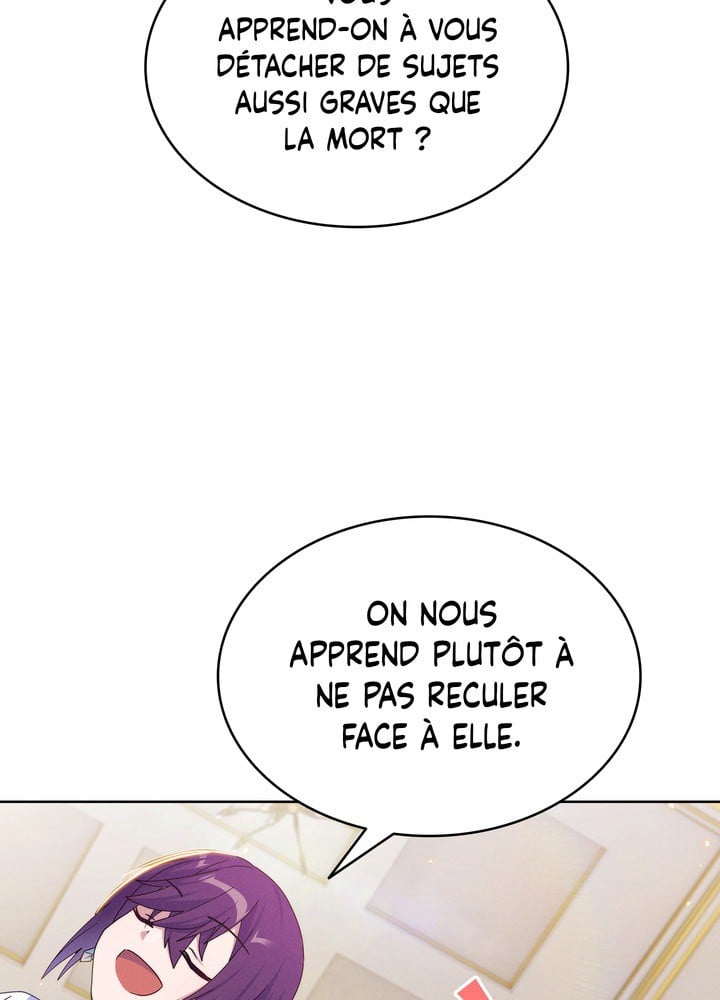 VOUS
APPREND-ON À VOUS
DÉTACHER DE SUJETS
AUSSI GRAVES QUE
LA MORT ?
ON NOUS
APPREND PLUTÔT À
NE PAS RECULER
FACE À ELLE.